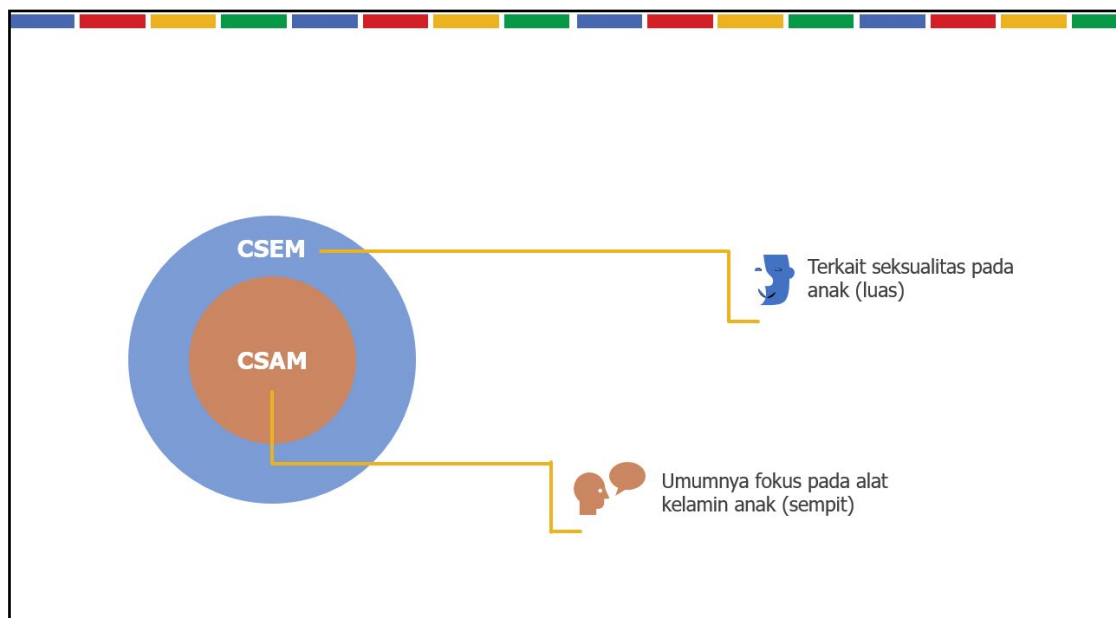 CSEM
Terkait seksualitas pada
anak (luas)
CSAM
Umumnya fokus pada alat
kelamin anak (sempit)